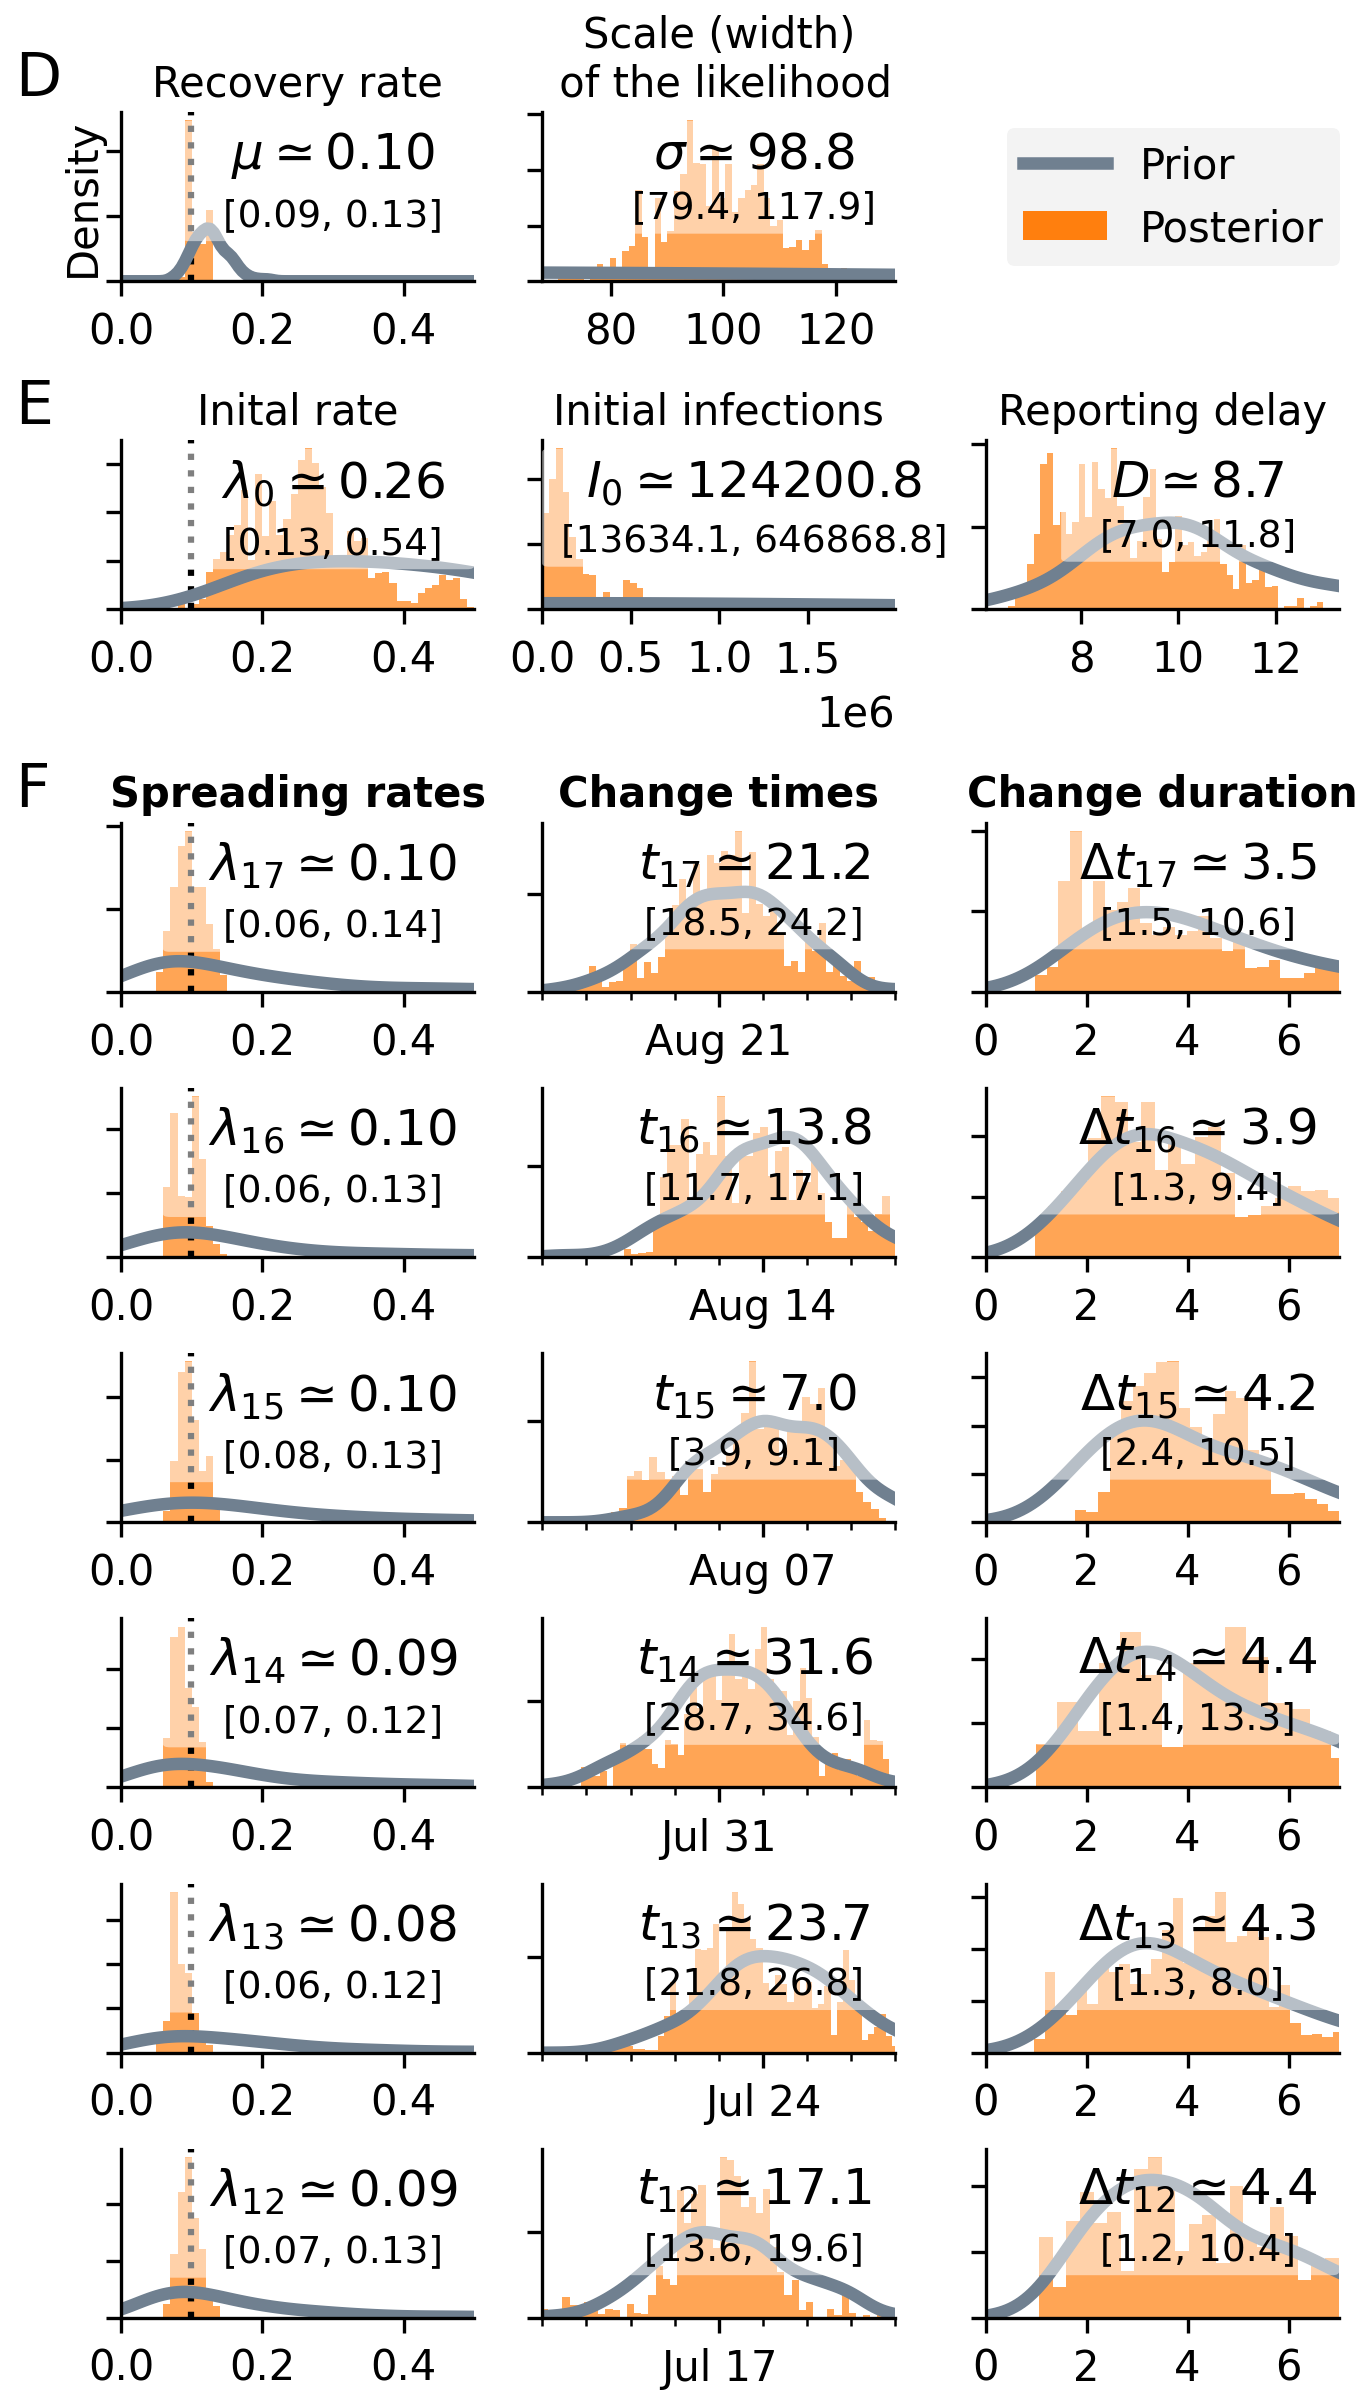 D
Recovery rate
Scale (width)
of the likelihood
Density
μ ≃ 0.10
[0.09, 0.13]
0.0 0.2 0.4
σ ≃ 98.8
[79.4, 117.9]
80 100 120
Prior
Posterior
E
Inital rate
Initial infections
Reporting delay
λ0 ≃ 0.26
[0.13, 0.54]
0.0 0.2 0.4
I0 ≃ 124200.8
[13634.1, 646868.8]
0.0 0.5 1.0 1.5
1e6
D ≃ 8.7
[7.0, 11.8]
8 10 12
F
Spreading rates
Change times
Change duration
λ17 ≃ 0.10
[0.06, 0.14]
0.0 0.2 0.4
t17 ≃ 21.2
[18.5, 24.2]
Aug 21
Δt17 ≃ 3.5
[1.5, 10.6]
0 2 4 6
λ16 ≃ 0.10
[0.06, 0.13]
0.0 0.2 0.4
t16 ≃ 13.8
[11.7, 17.1]
Aug 14
Δt16 ≃ 3.9
[1.3, 9.4]
0 2 4 6
λ15 ≃ 0.10
[0.08, 0.13]
0.0 0.2 0.4
t15 ≃ 7.0
[3.9, 9.1]
Aug 07
Δt15 ≃ 4.2
[2.4, 10.5]
0 2 4 6
λ14 ≃ 0.09
[0.07, 0.12]
0.0 0.2 0.4
t14 ≃ 31.6
[28.7, 34.6]
Jul 31
Δt14 ≃ 4.4
[1.4, 13.3]
0 2 4 6
λ13 ≃ 0.08
[0.06, 0.12]
0.0 0.2 0.4
t13 ≃ 23.7
[21.8, 26.8]
Jul 24
Δt13 ≃ 4.3
[1.3, 8.0]
0 2 4 6
λ12 ≃ 0.09
[0.07, 0.13]
0.0 0.2 0.4
t12 ≃ 17.1
[13.6, 19.6]
Jul 17
Δt12 ≃ 4.4
[1.2, 10.4]
0 2 4 6